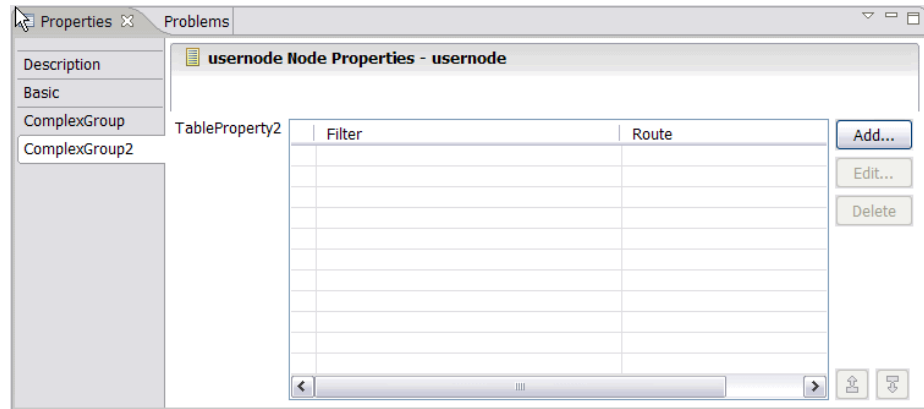 Properties Problems
usernode Node Properties - usernode
Description
Basic
ComplexGroup
ComplexGroup2
TableProperty2
Filter Route
Add...
Edit...
Delete